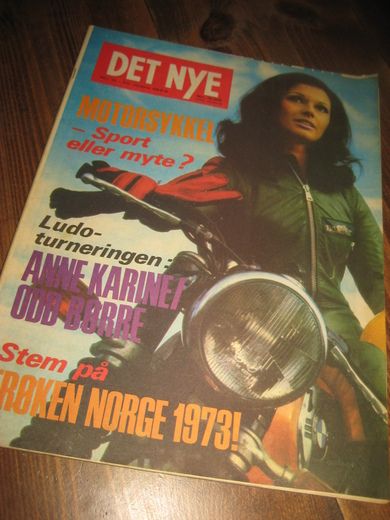 DET NYE
MOTORSYKKEL
– Sport
eller myte?
Ludo-
turneringen:
ANNE KARINE/
ODD BØRRE
Stem på
FRØKEN NORGE 1973!